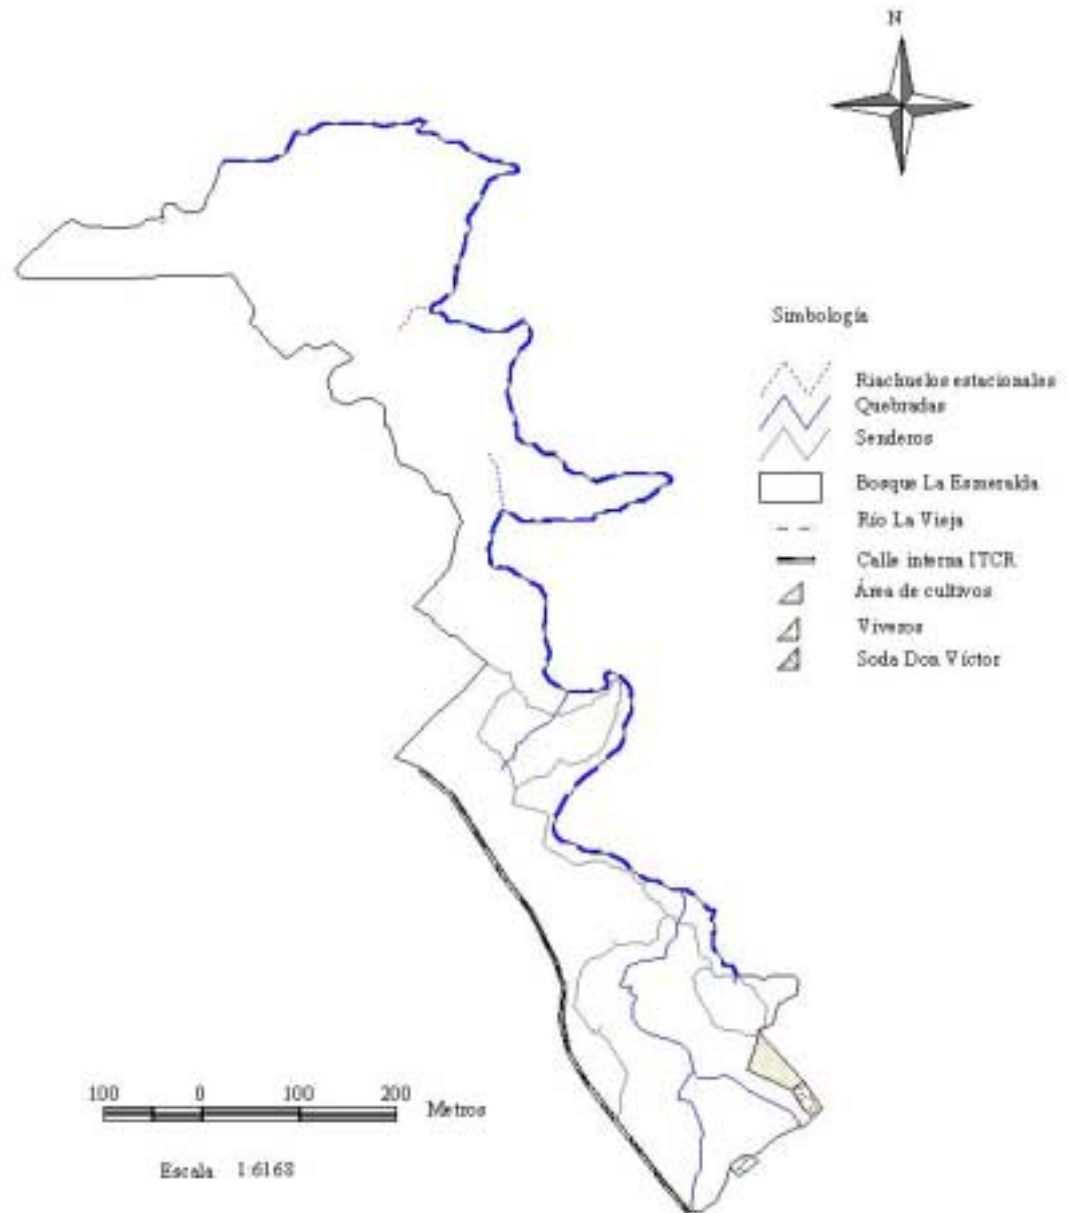 N
Simbología
Riachuelos estacionales
Quebradas
Senderos
Bosque La Esmeralda
Río La Vieja
Calle interna ITCR
Área de cultivos
Viveros
Soda Don Víctor
100 0 100 200 Metros
Escala 1:6168